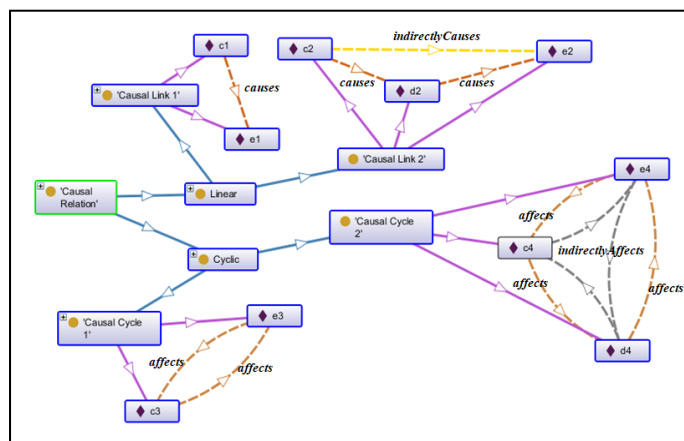 c1
c2
indirectlyCauses
e2
'Causal Link 1'
causes
causes
d2
causes
e1
'Causal Link 2'
'Causal
Relation'
Linear
e4
'Causal Cycle
2'
affects
c4
indirectlyAffects
Cyclic
affects
affects
'Causal Cycle
1'
e3
affects
affects
d4
c3